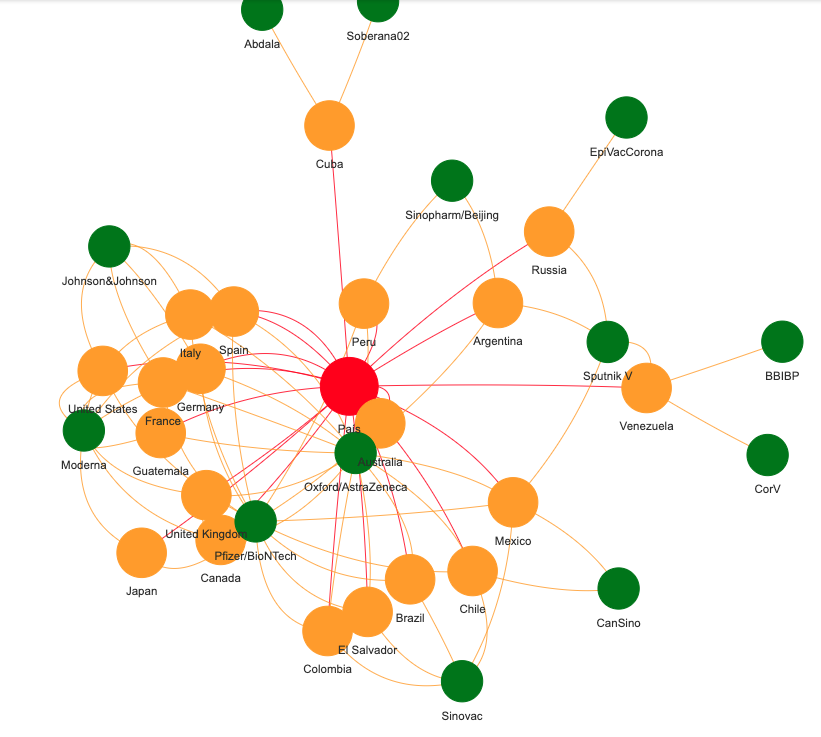 Abdala
Soberana02
Cuba
EpiVacCorona
Sinopharm/Beijing
Russia
Johnson&Johnson
Peru
Argentina
Italy
Spain
Sputnik V
BBIBP
United States
Germany
France
País
Venezuela
Moderna
Guatemala
Australia
Oxford/AstraZeneca
CorV
United Kingdom
Mexico
Pfizer/BioNTech
Canada
Japan
Chile
Brazil
CanSino
El Salvador
Colombia
Sinovac